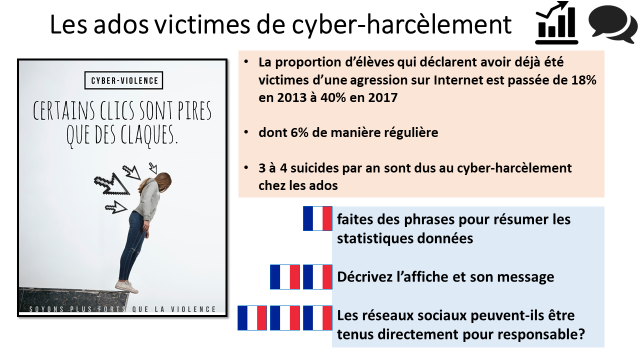 Les ados victimes de cyber-harcèlement
CYBER-VIOLENCE
CERTAINS CLICS SONT PIRES
QUE DES CLAQUES.
SOYONS PLUS FORTS QUE LA VIOLENCE
• La proportion d'élèves qui déclarent avoir déjà été
victimes d'une agression sur Internet est passée de 18%
en 2013 à 40% en 2017
• dont 6% de manière régulière
• 3 à 4 suicides par an sont dus au cyber-harcèlement
chez les ados
faites des phrases pour résumer les
statistiques données
Décrivez l'affiche et son message
Les réseaux sociaux peuvent-ils être
tenus directement pour responsable?